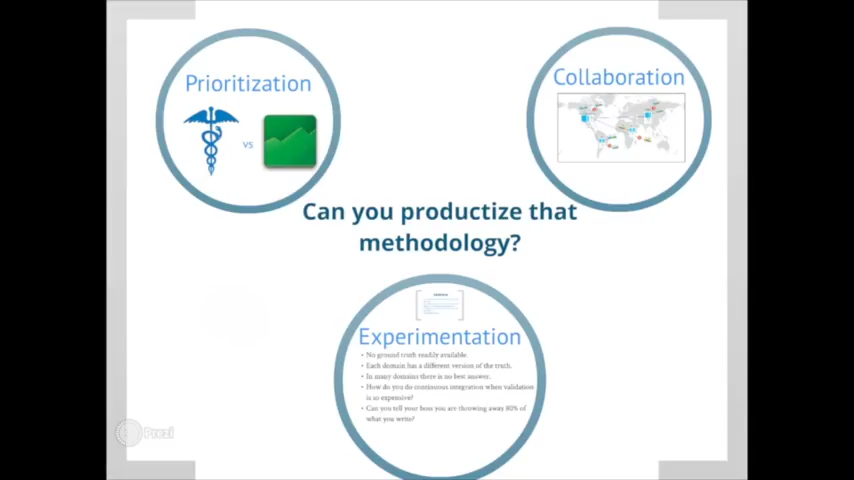 Prioritization
vs
Collaboration
Can you productize that
methodology?
Experimentation
• No ground truth readily available.
• Each domain has a different version of the truth.
• In many domains there is no best answer.
• How do you do continuous integration when validation
is so expensive?
• Can you tell your boss you are throwing away 80% of
what you write?
Prezi